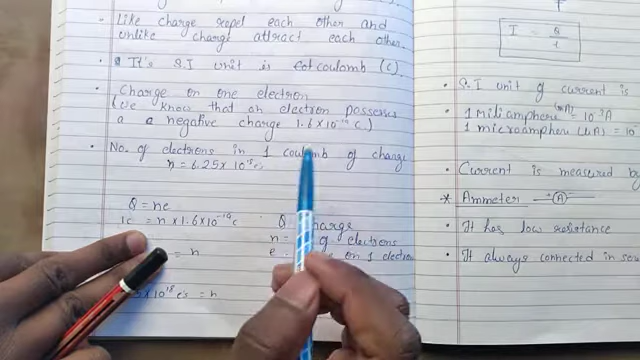 - Like charge repel each other and
unlike charge attract each other.
- It's S.I unit is coulomb (C).
- Charge on one electron
(we know that an electron possesses
a a negative charge 1.6 x 10⁻¹⁹ C)
- No. of electrons in 1 coulomb of charge
n = 6.25 x 10¹⁸ e's
Q = ne
1c = n x 1.6 x 10⁻¹⁹ c
= n
x 10¹⁸ e's = n
Q charge
n = of electrons
e on 1 electron
I = Q / t
- S.I unit of current is
- 1 miliamphere (mA) = 10⁻³A
1 microamphere (μA) = 10
- Current is measured by
* Ammeter - (A) -
- It has low resistance
- It always connected in